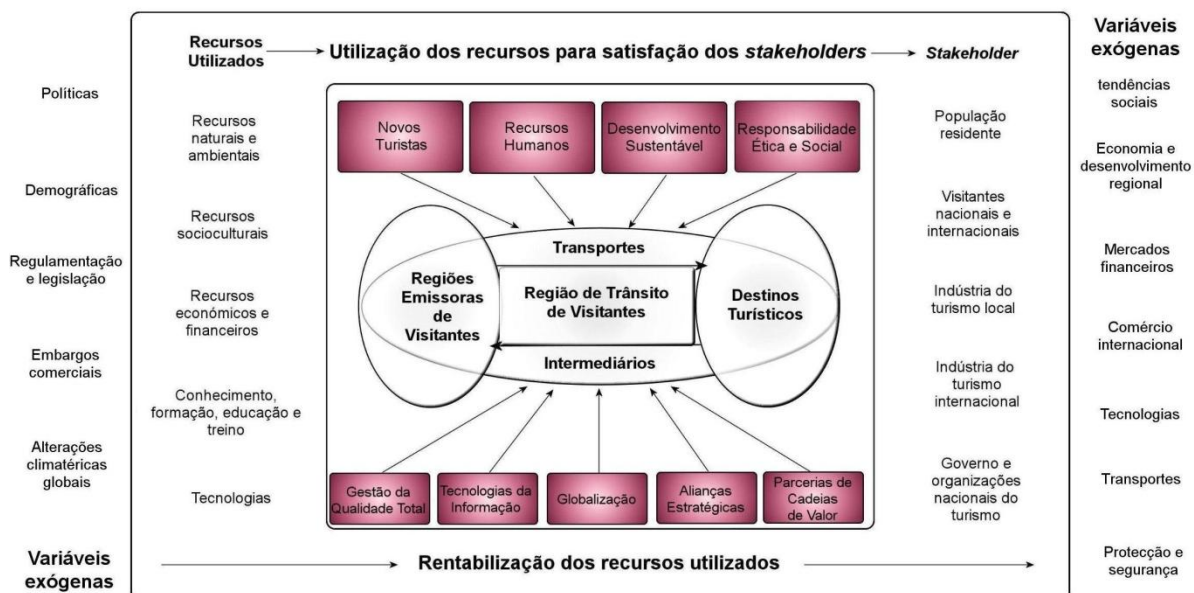 Variáveis
exógenas
Recursos
Utilizados
Utilização dos recursos para satisfação dos stakeholders
Stakeholder
Políticas
Demográficas
Regulamentação
e legislação
Embargos
comerciais
Alterações
climatéricas
globais
Variáveis
exógenas
Recursos
naturais e
ambientais
Recursos
socioculturais
Recursos
económicos e
financeiros
Conhecimento,
formação, educação e
treino
Tecnologias
Novos
Turistas
Recursos
Humanos
Desenvolvimento
Sustentável
Responsabilidade
Ética e Social
Transportes
Regiões
Emissoras
de
Visitantes
Região de Trânsito
de Visitantes
Destinos
Turísticos
Intermediários
Gestão da
Qualidade Total
Tecnologias da
Informação
Globalização
Alianças
Estratégicas
Parcerias de
Cadeias
de Valor
População
residente
Visitantes
nacionais e
internacionais
Indústria do
turismo local
Indústria do
turismo
internacional
Governo e
organizações
nacionais do
turismo
tendências
sociais
Economia e
desenvolvimento
regional
Mercados
financeiros
Comércio
internacional
Tecnologias
Transportes
Protecção e
segurança
Rentabilização dos recursos utilizados